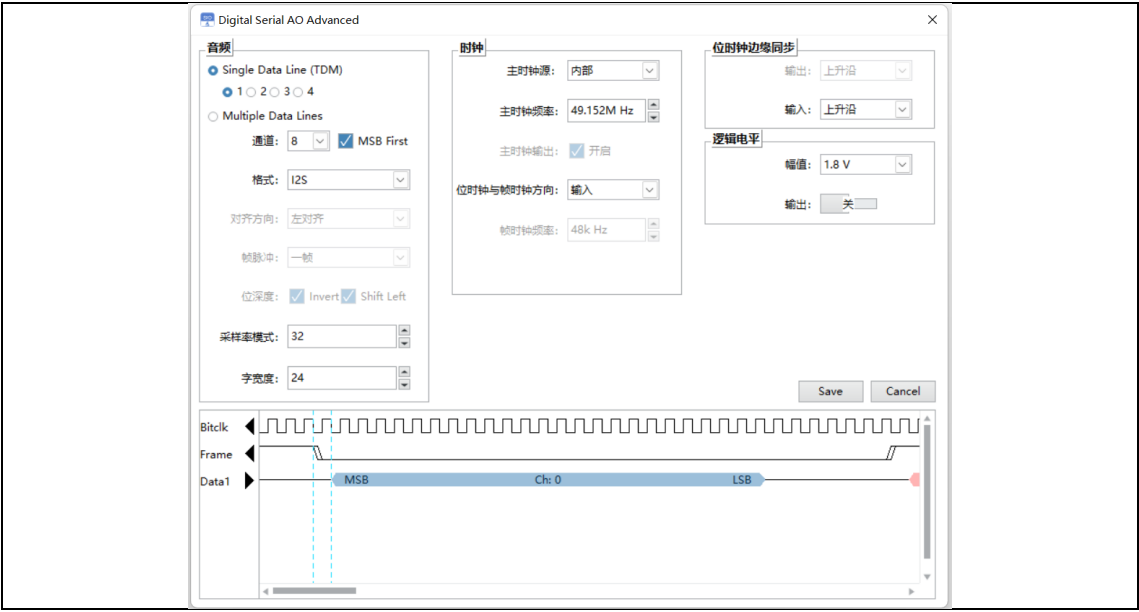 Digital Serial AO Advanced
音频
Single Data Line (TDM)
1 2 3 4
Multiple Data Lines
通道: 8 MSB First
格式: I2S
对齐方向: 左对齐
帧脉冲: 一帧
位深度: Invert Shift Left
采样率模式: 32
字宽度: 24
时钟
主时钟源: 内部
主时钟频率: 49.152M Hz
主时钟输出: 开启
位时钟与帧时钟方向: 输入
帧时钟频率: 48k Hz
位时钟边缘同步
输出: 上升沿
输入: 上升沿
逻辑电平
幅值: 1.8 V
输出: 关
Save Cancel
Bitclk
Frame
Data1 MSB Ch: 0 LSB